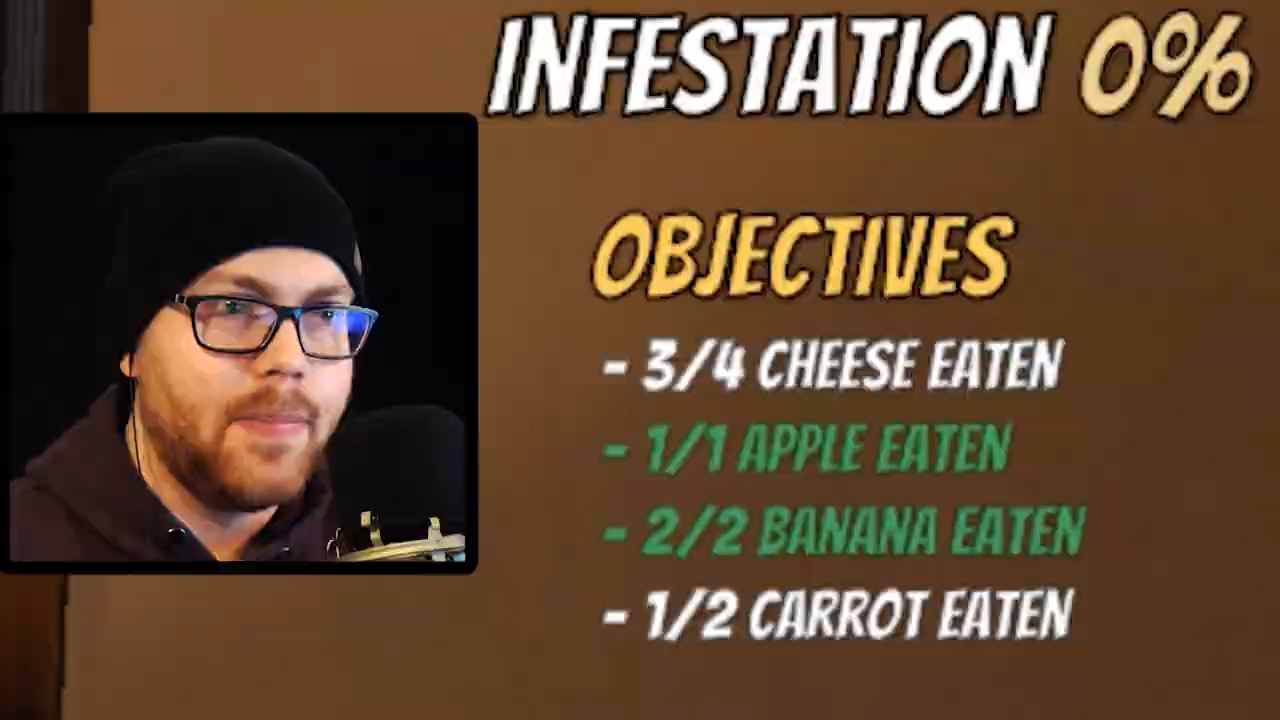 INFESTATION 0%
OBJECTIVES
- 3/4 CHEESE EATEN
- 1/1 APPLE EATEN
- 2/2 BANANA EATEN
- 1/2 CARROT EATEN